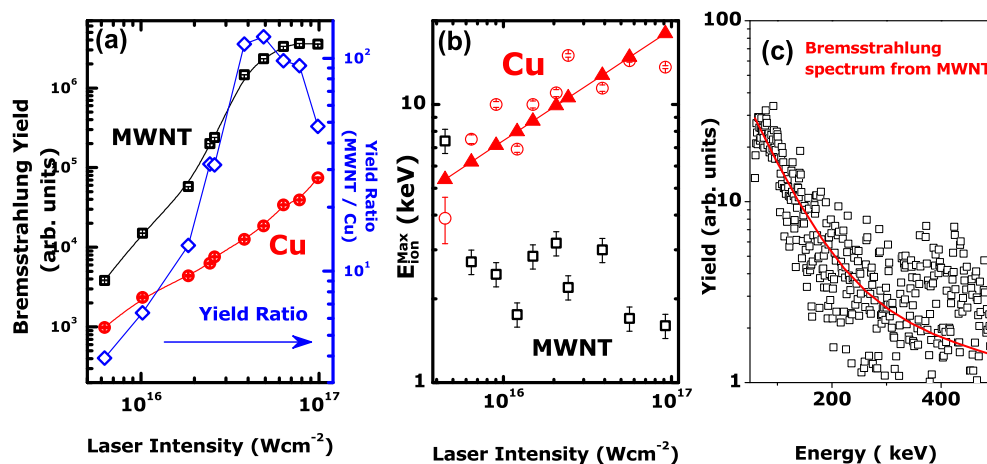 (a)
MWNT
Cu
Yield Ratio
Bremsstrahlung Yield
(arb. units)
10^6
10^5
10^4
10^3
10^16
10^17
Laser Intensity (Wcm^-2)
10^2
10^1
Yield Ratio
(MWNT / Cu)
(b)
Cu
MWNT
E_ion^Max (keV)
10
1
10^16
10^17
Laser Intensity (Wcm^-2)
(c)
Bremsstrahlung
spectrum from MWNT
Yield (arb. units)
100
10
1
200
400
Energy ( keV)